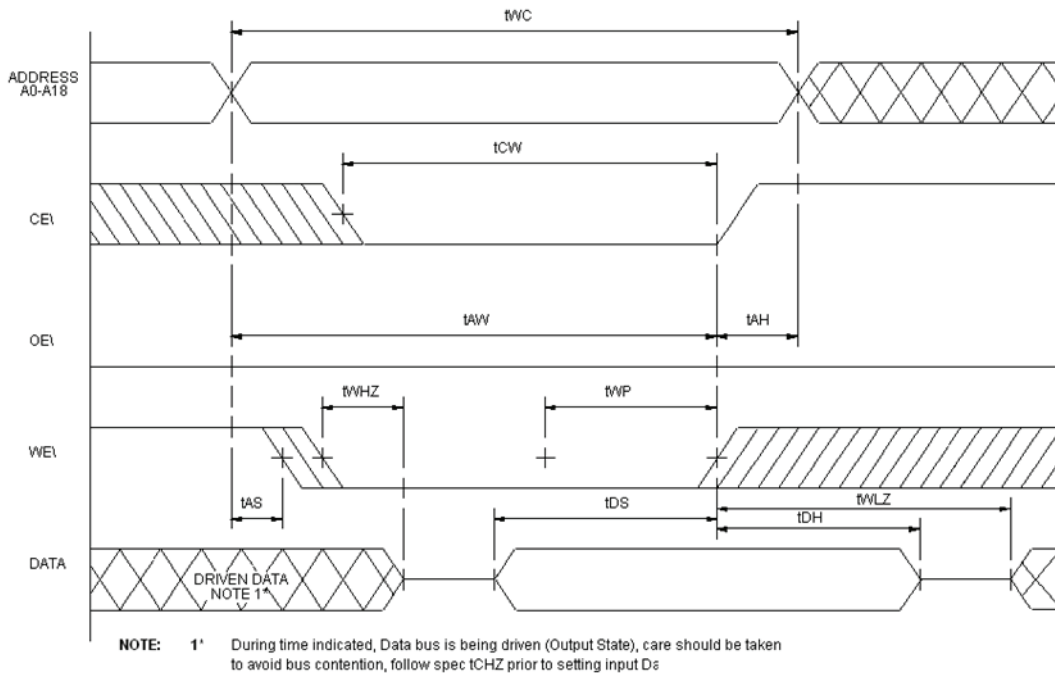 tWC
ADDRESS
A0-A18
tCW
CE\
tAW
tAH
OE\
tWHZ
tWP
WE\
tAS
tDS
tWLZ
tDH
DATA
DRIVEN DATA
NOTE 1*
NOTE: 1* During time indicated, Data bus is being driven (Output State), care should be taken
to avoid bus contention, follow spec tCHZ prior to setting input